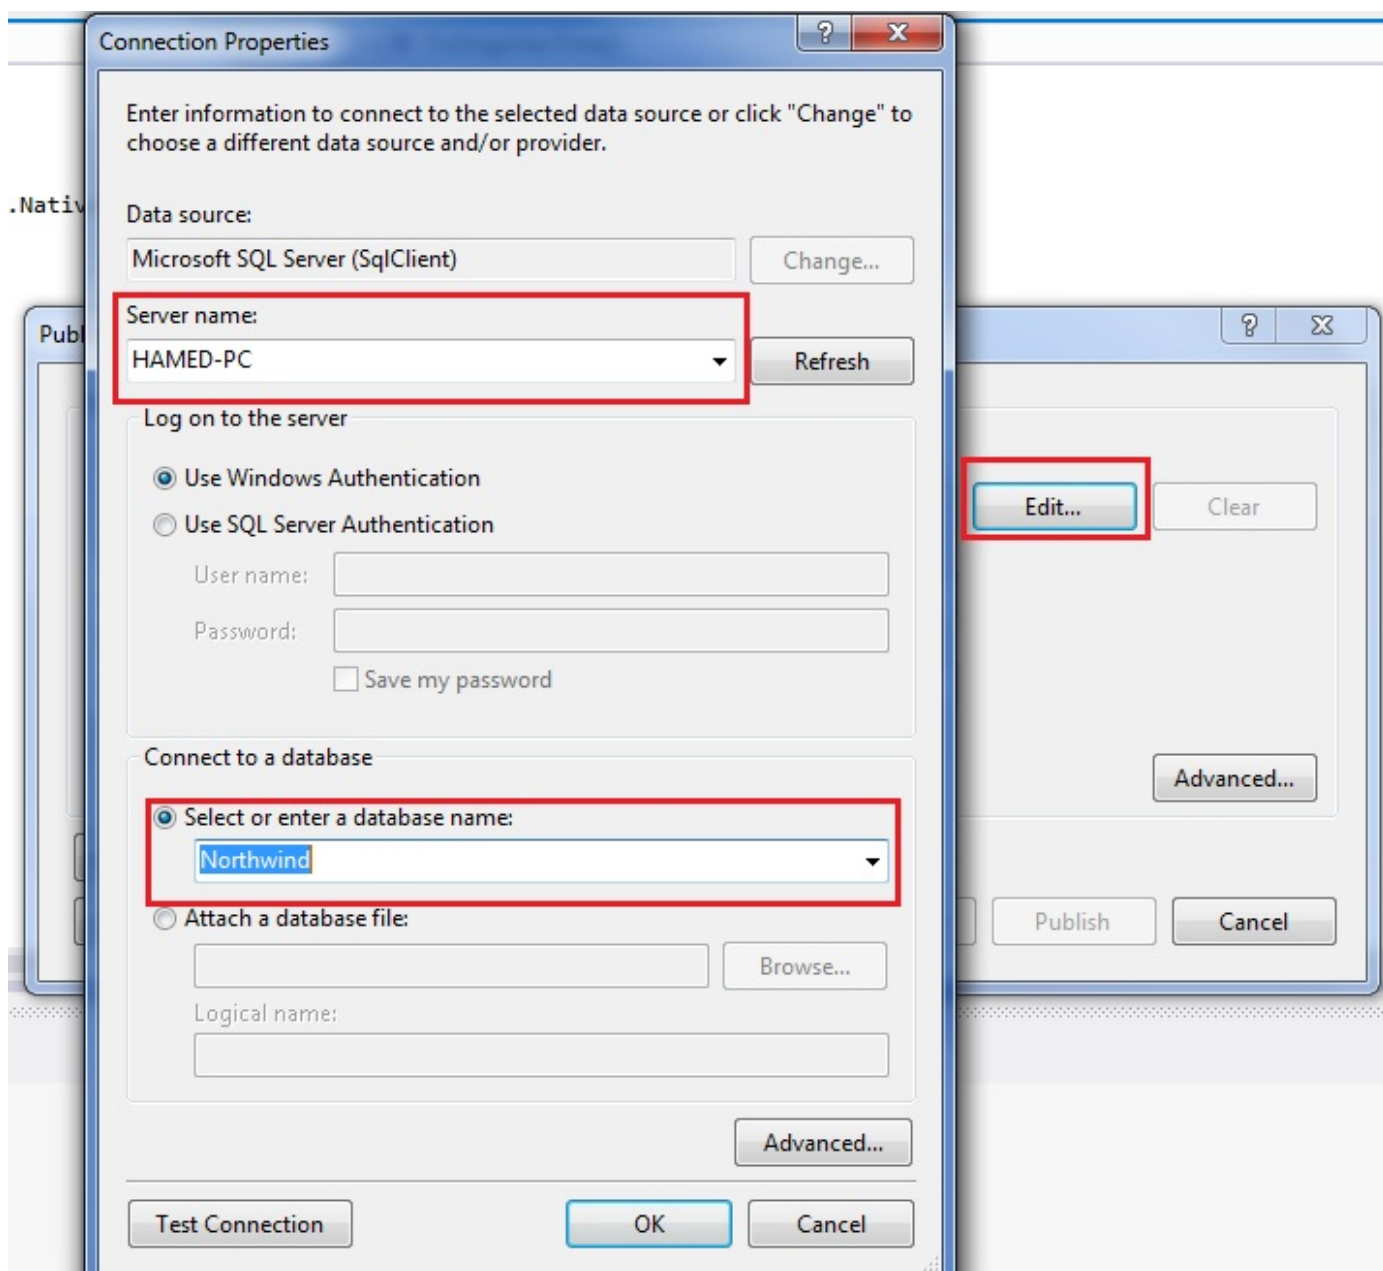 Connection Properties
Enter information to connect to the selected data source or click "Change" to
choose a different data source and/or provider.
.Nativ
Data source:
Microsoft SQL Server (SqlClient)
Change...
Server name:
HAMED-PC
Refresh
Publ
Log on to the server
Use Windows Authentication
Use SQL Server Authentication
User name:
Password:
Save my password
Edit...
Clear
Connect to a database
Select or enter a database name:
Northwind
Attach a database file:
Browse...
Logical name:
Advanced...
Publish
Cancel
Advanced...
Test Connection
OK
Cancel